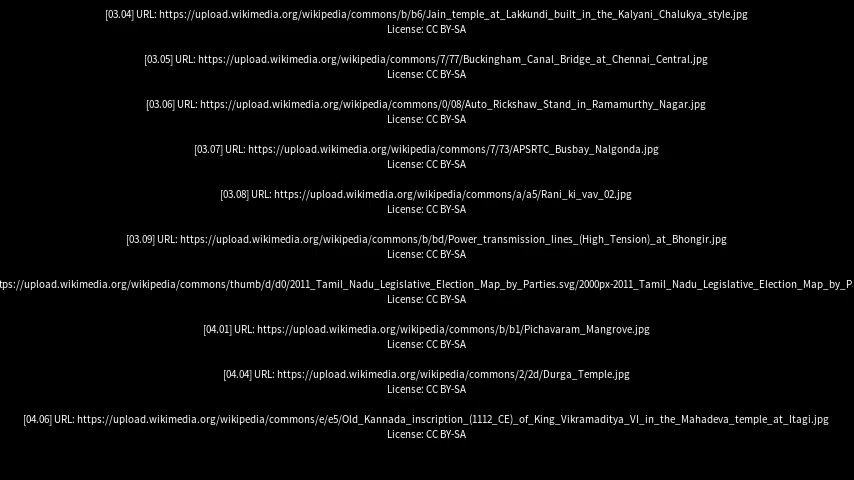 [03.04] URL: https://upload.wikimedia.org/wikipedia/commons/b/b6/Jain_temple_at_Lakkundi_built_in_the_Kalyani_Chalukya_style.jpg
License: CC BY-SA
[03.05] URL: https://upload.wikimedia.org/wikipedia/commons/7/77/Buckingham_Canal_Bridge_at_Chennai_Central.jpg
License: CC BY-SA
[03.06] URL: https://upload.wikimedia.org/wikipedia/commons/0/08/Auto_Rickshaw_Stand_in_Ramamurthy_Nagar.jpg
License: CC BY-SA
[03.07] URL: https://upload.wikimedia.org/wikipedia/commons/7/73/APSRTC_Busbay_Nalgonda.jpg
License: CC BY-SA
[03.08] URL: https://upload.wikimedia.org/wikipedia/commons/a/a5/Rani_ki_vav_02.jpg
License: CC BY-SA
[03.09] URL: https://upload.wikimedia.org/wikipedia/commons/b/bd/Power_transmission_lines_(High_Tension)_at_Bhongir.jpg
License: CC BY-SA
tps://upload.wikimedia.org/wikipedia/commons/thumb/d/d0/2011_Tamil_Nadu_Legislative_Election_Map_by_Parties.svg/2000px-2011_Tamil_Nadu_Legislative_Election_Map_by_P
License: CC BY-SA
[04.01] URL: https://upload.wikimedia.org/wikipedia/commons/b/b1/Pichavaram_Mangrove.jpg
License: CC BY-SA
[04.04] URL: https://upload.wikimedia.org/wikipedia/commons/2/2d/Durga_Temple.jpg
License: CC BY-SA
[04.06] URL: https://upload.wikimedia.org/wikipedia/commons/e/e5/Old_Kannada_inscription_(1112_CE)_of_King_Vikramaditya_VI_in_the_Mahadeva_temple_at_Itagi.jpg
License: CC BY-SA